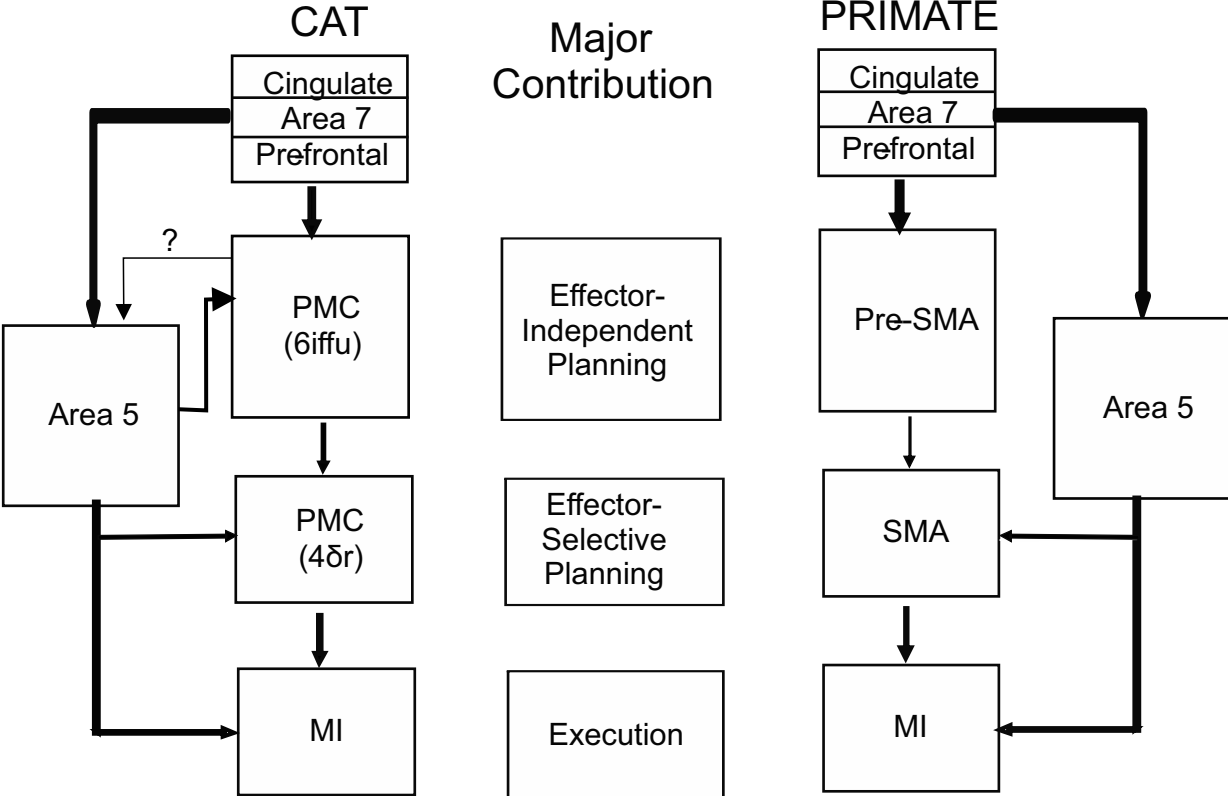 CAT
Cingulate
Area 7
Prefrontal
?
PMC
(6iffu)
Area 5
PMC
(4δr)
MI
Major
Contribution
Effector-
Independent
Planning
Effector-
Selective
Planning
Execution
PRIMATE
Cingulate
Area 7
Prefrontal
Pre-SMA
Area 5
SMA
MI